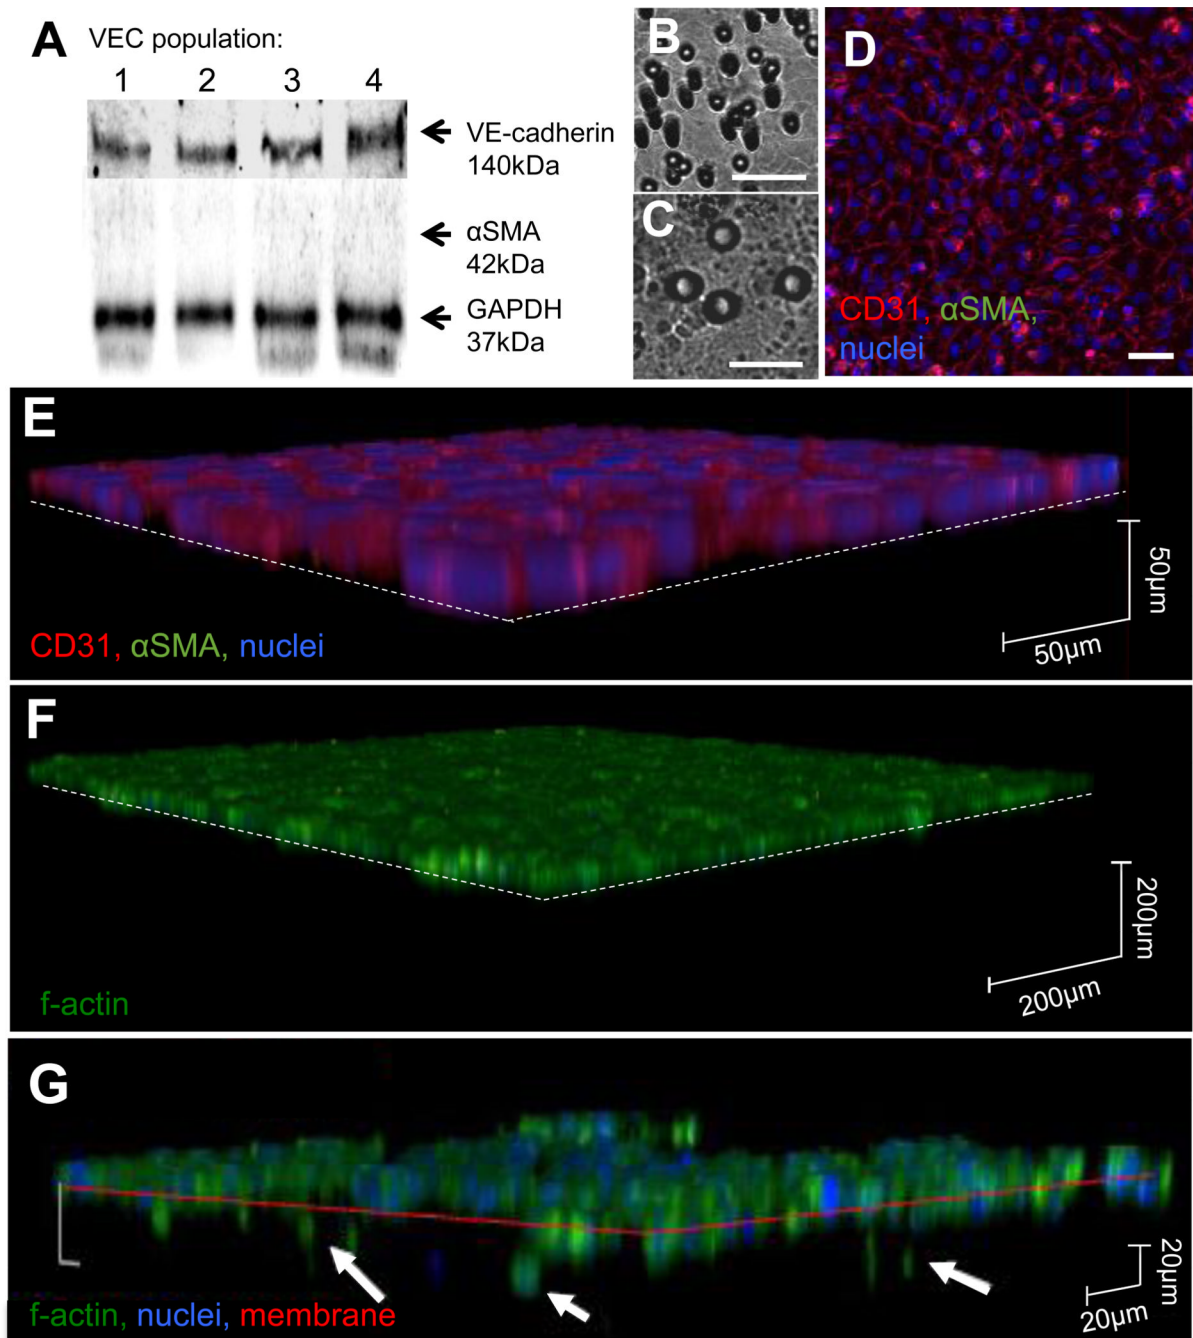 A
VEC population:
1 2 3 4
VE-cadherin
140kDa
αSMA
42kDa
GAPDH
37kDa
B
C
D
CD31, αSMA,
nuclei
E
50µm
50µm
CD31, αSMA, nuclei
F
200µm
200µm
f-actin
G
20µm
20µm
f-actin, nuclei, membrane